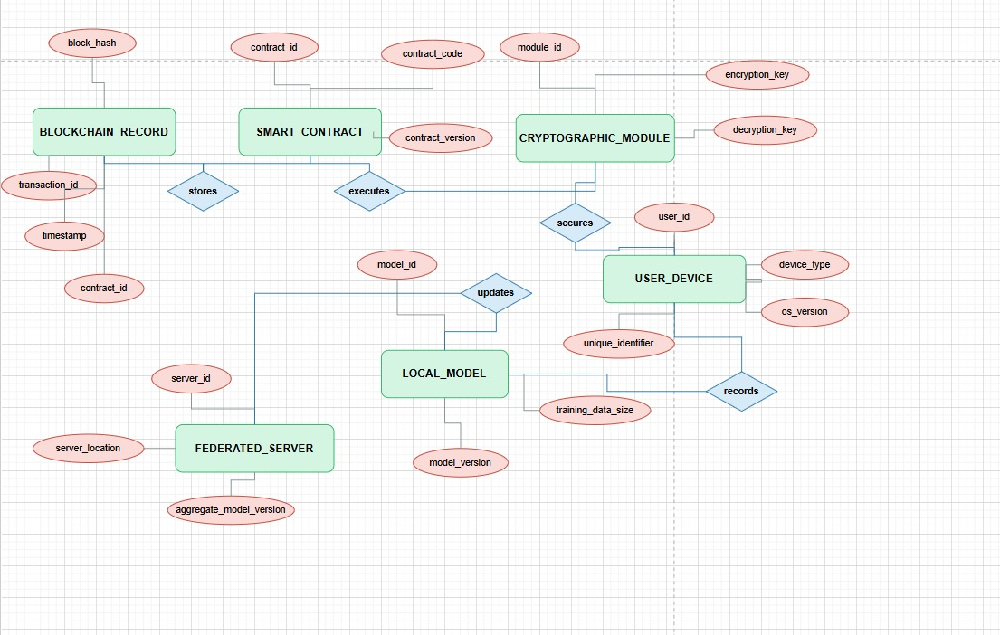 block_hash
contract_id
contract_code
module_id
encryption_key
decryption_key
BLOCKCHAIN_RECORD
SMART_CONTRACT
contract_version
CRYPTOGRAPHIC_MODULE
transaction_id
stores
executes
secures
user_id
timestamp
model_id
device_type
contract_id
updates
USER_DEVICE
os_version
unique_identifier
server_id
LOCAL_MODEL
records
training_data_size
server_location
FEDERATED_SERVER
model_version
aggregate_model_version